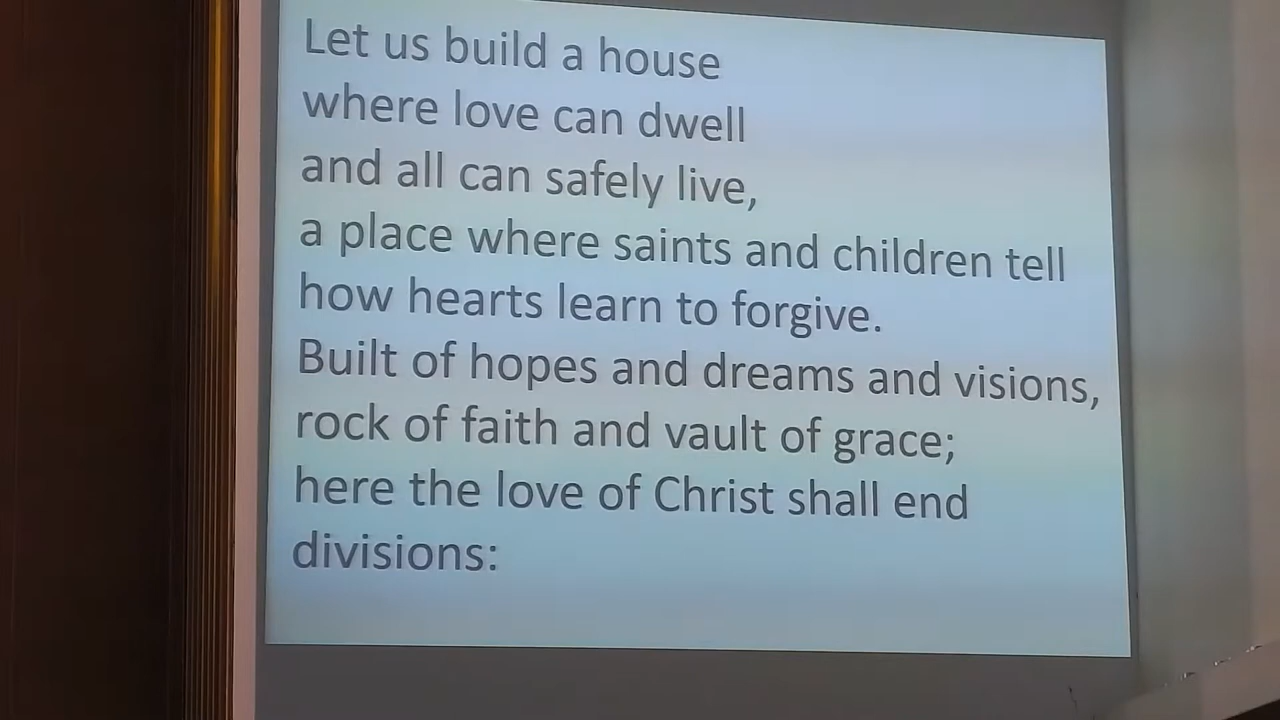 Let us build a house
where love can dwell
and all can safely live,
a place where saints and children tell
how hearts learn to forgive.
Built of hopes and dreams and visions,
rock of faith and vault of grace;
here the love of Christ shall end
divisions: